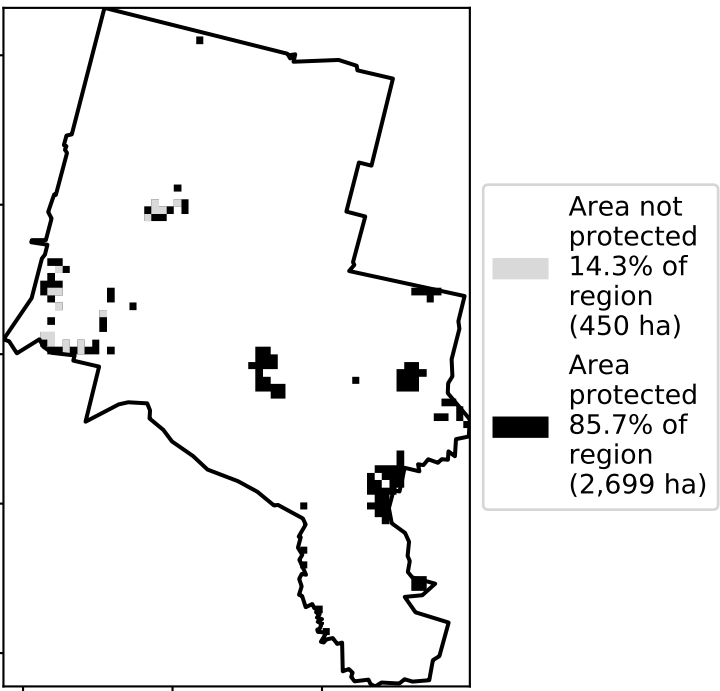 Area not
protected
14.3% of
region
(450 ha)
Area
protected
85.7% of
region
(2,699 ha)